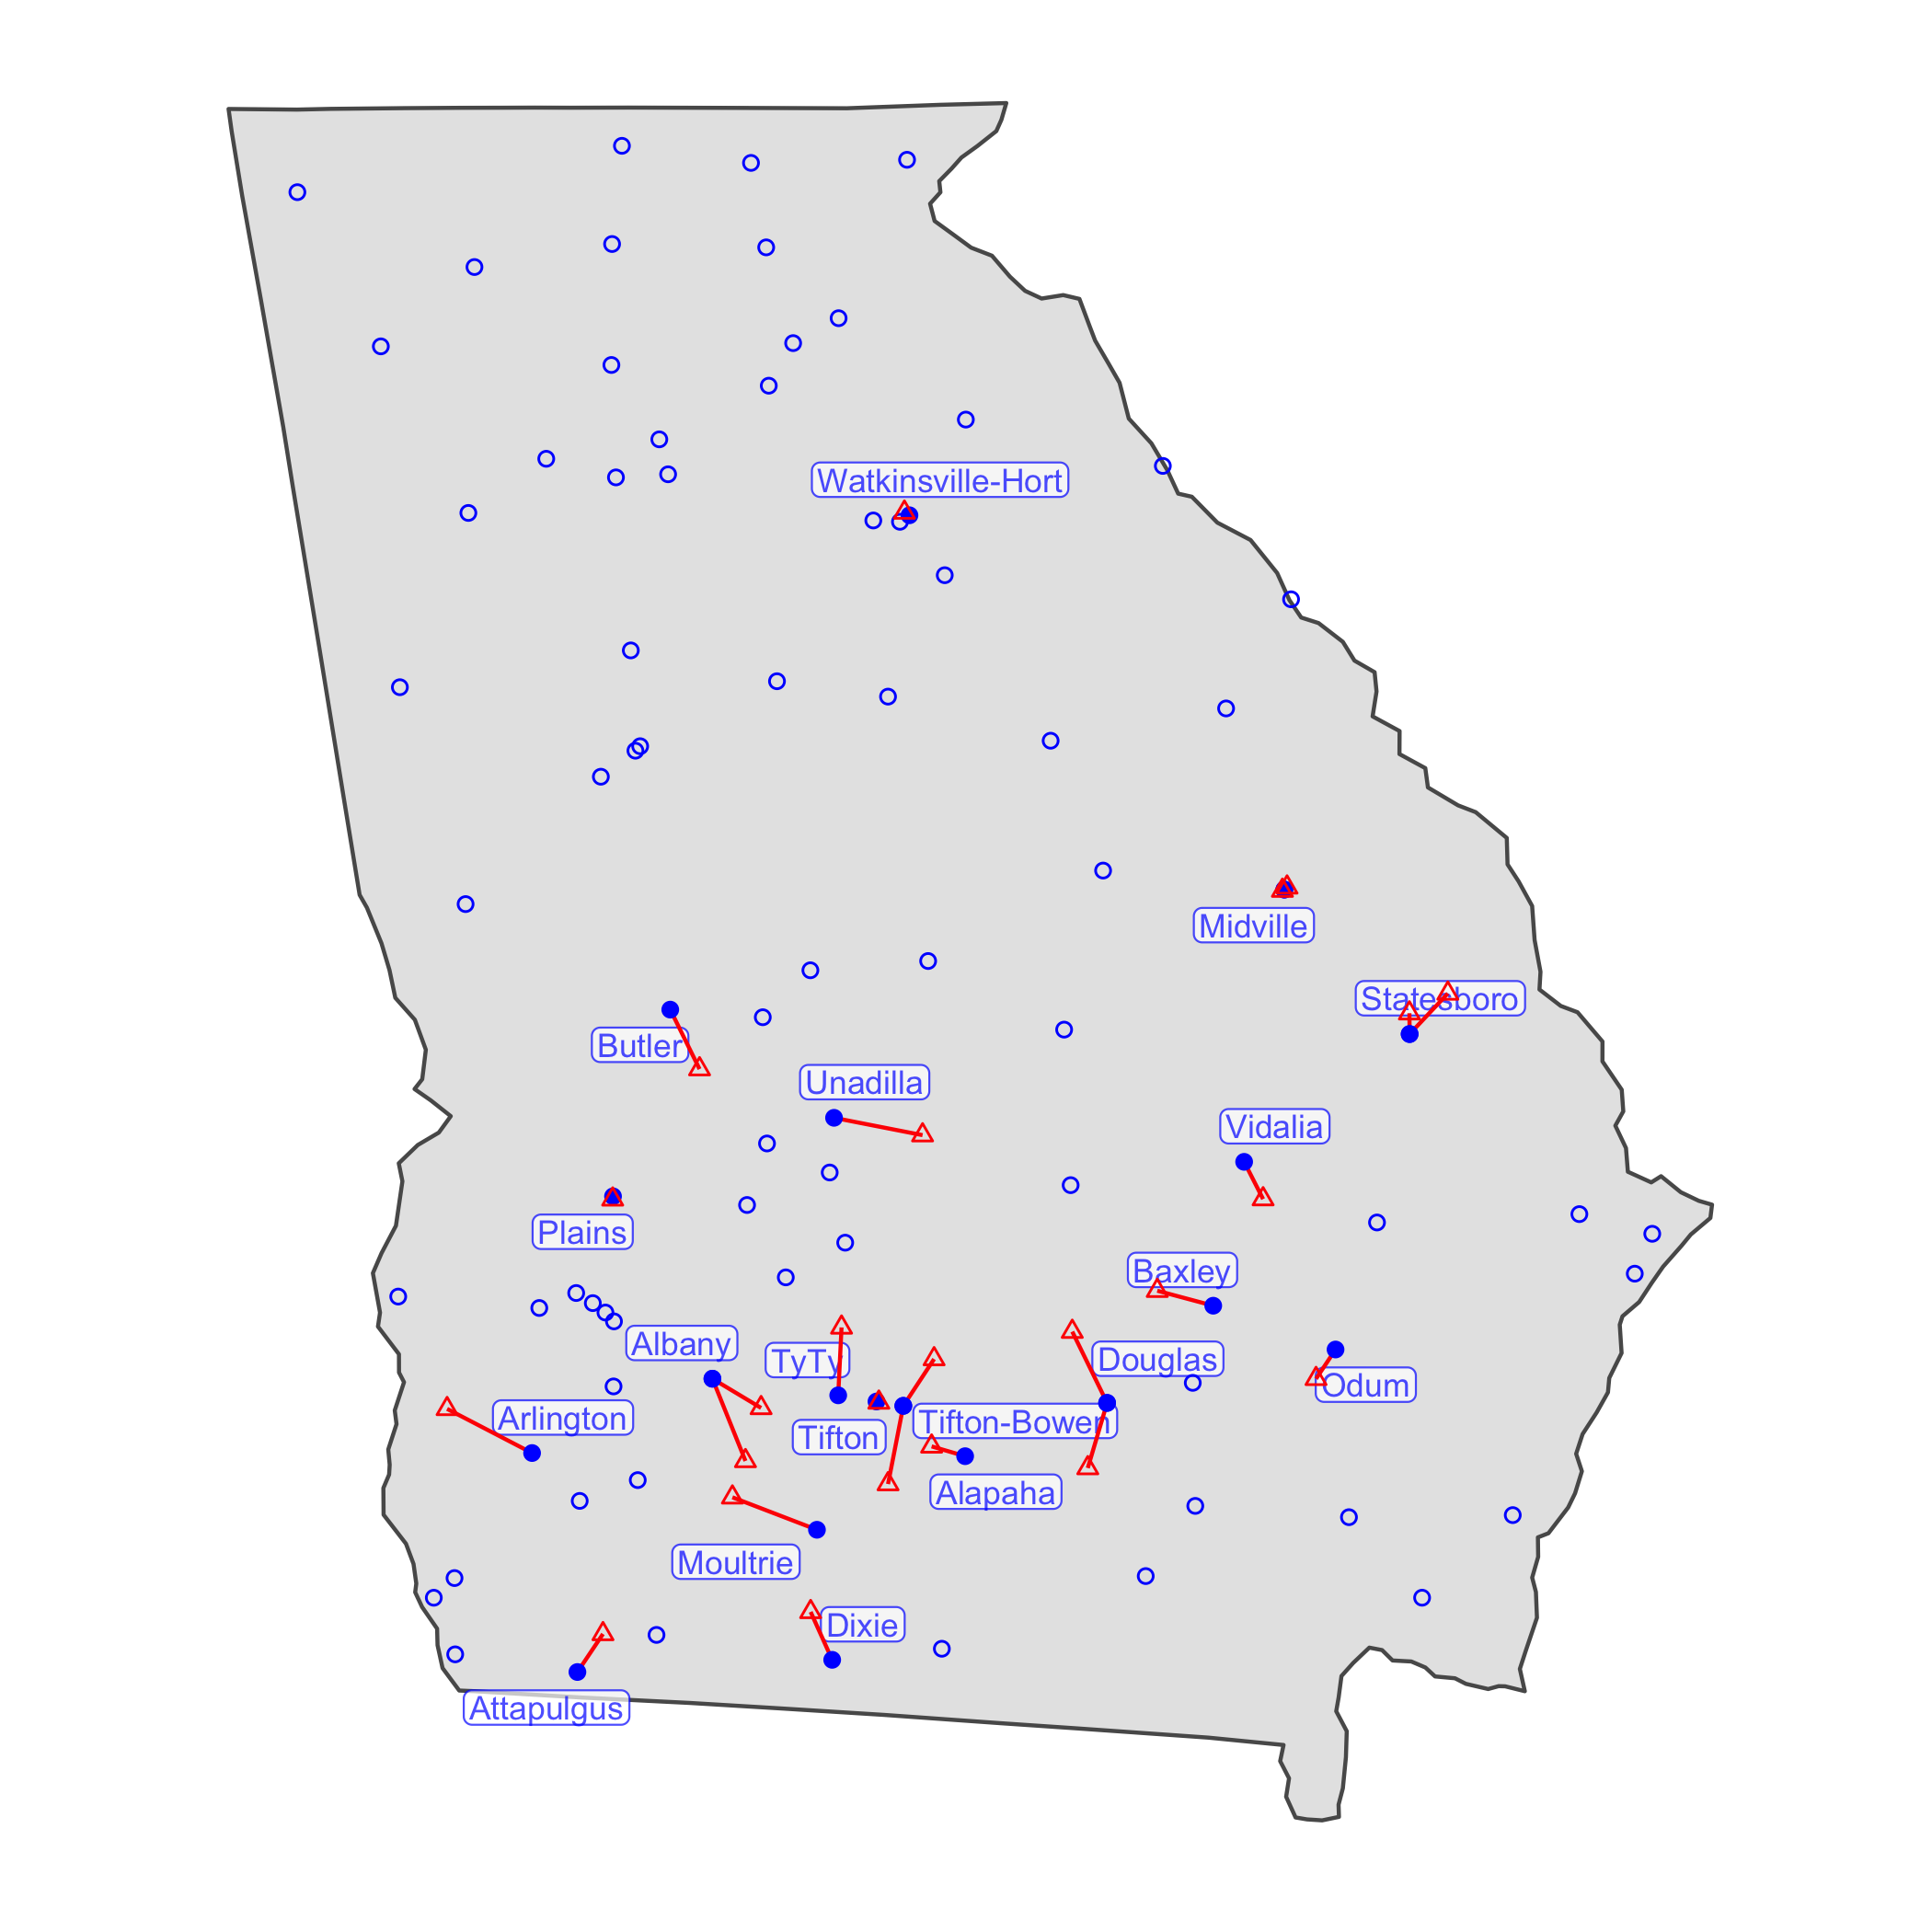 Watkinsville-Hort
Midville
Statesboro
Butler
Unadilla
Vidalia
Plains
Baxley
Albany
TyTy
Douglas
Odum
Arlington
Tifton-Bowen
Tifton
Alapaha
Moultrie
Dixie
Attapulgus